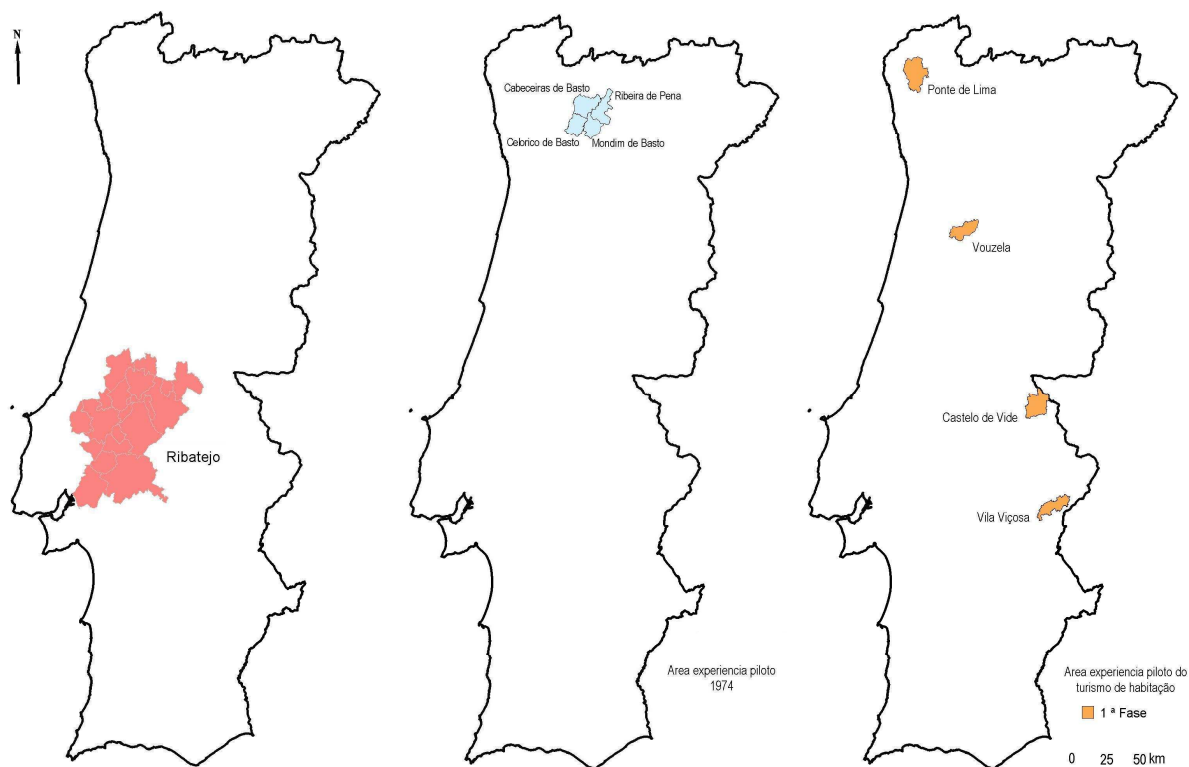 N
Ribatejo
Cabeceiras de Basto
Ribeira de Pena
Celorico de Basto
Mondim de Basto
Area experiencia piloto
1974
Ponte de Lima
Vouzela
Castelo de Vide
Vila Viçosa
Area experiencia piloto do
turismo de habitação
1 ª Fase
0 25 50 km